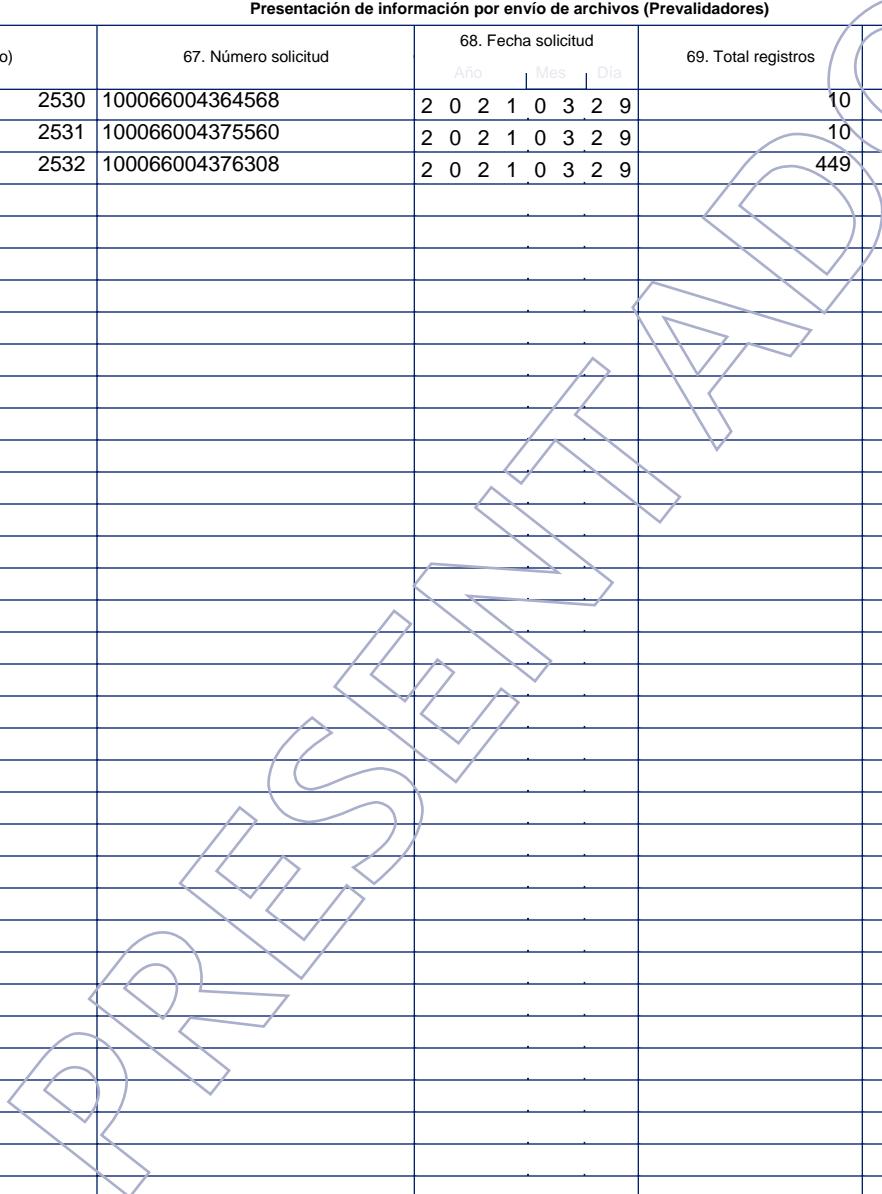 Presentación de información por envío de archivos (Prevalidadores)
o) 67. Número solicitud 68. Fecha solicitud 69. Total registros
Año Mes Día
2530 100066004364568 2 0 2 1 0 3 2 9 10
2531 100066004375560 2 0 2 1 0 3 2 9 10
2532 100066004376308 2 0 2 1 0 3 2 9 449
PRESENTADO